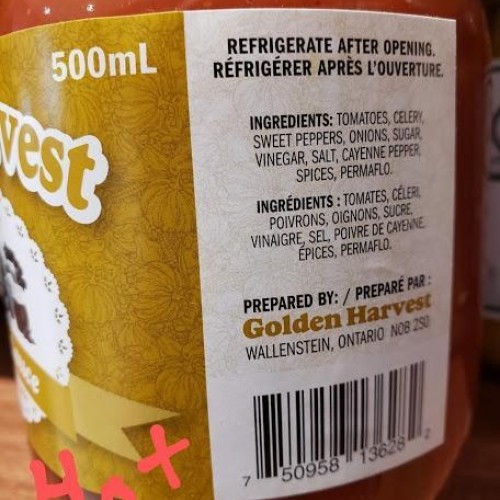 500mL
vest
Hot
REFRIGERATE AFTER OPENING.
RÉFRIGÉRER APRÈS L'OUVERTURE.
INGREDIENTS: TOMATOES, CELERY,
SWEET PEPPERS, ONIONS, SUGAR,
VINEGAR, SALT, CAYENNE PEPPER,
SPICES, PERMAFLO.
INGRÉDIENTS : TOMATES, CÉLERI,
POIVRONS, OIGNONS, SUCRE,
VINAIGRE, SEL, POIVRE DE CAYENNE,
ÉPICES, PERMAFLO.
PREPARED BY: / PREPARÉ PAR :
Golden Harvest
WALLENSTEIN, ONTARIO N0B 2S0
7 50958 13628 2